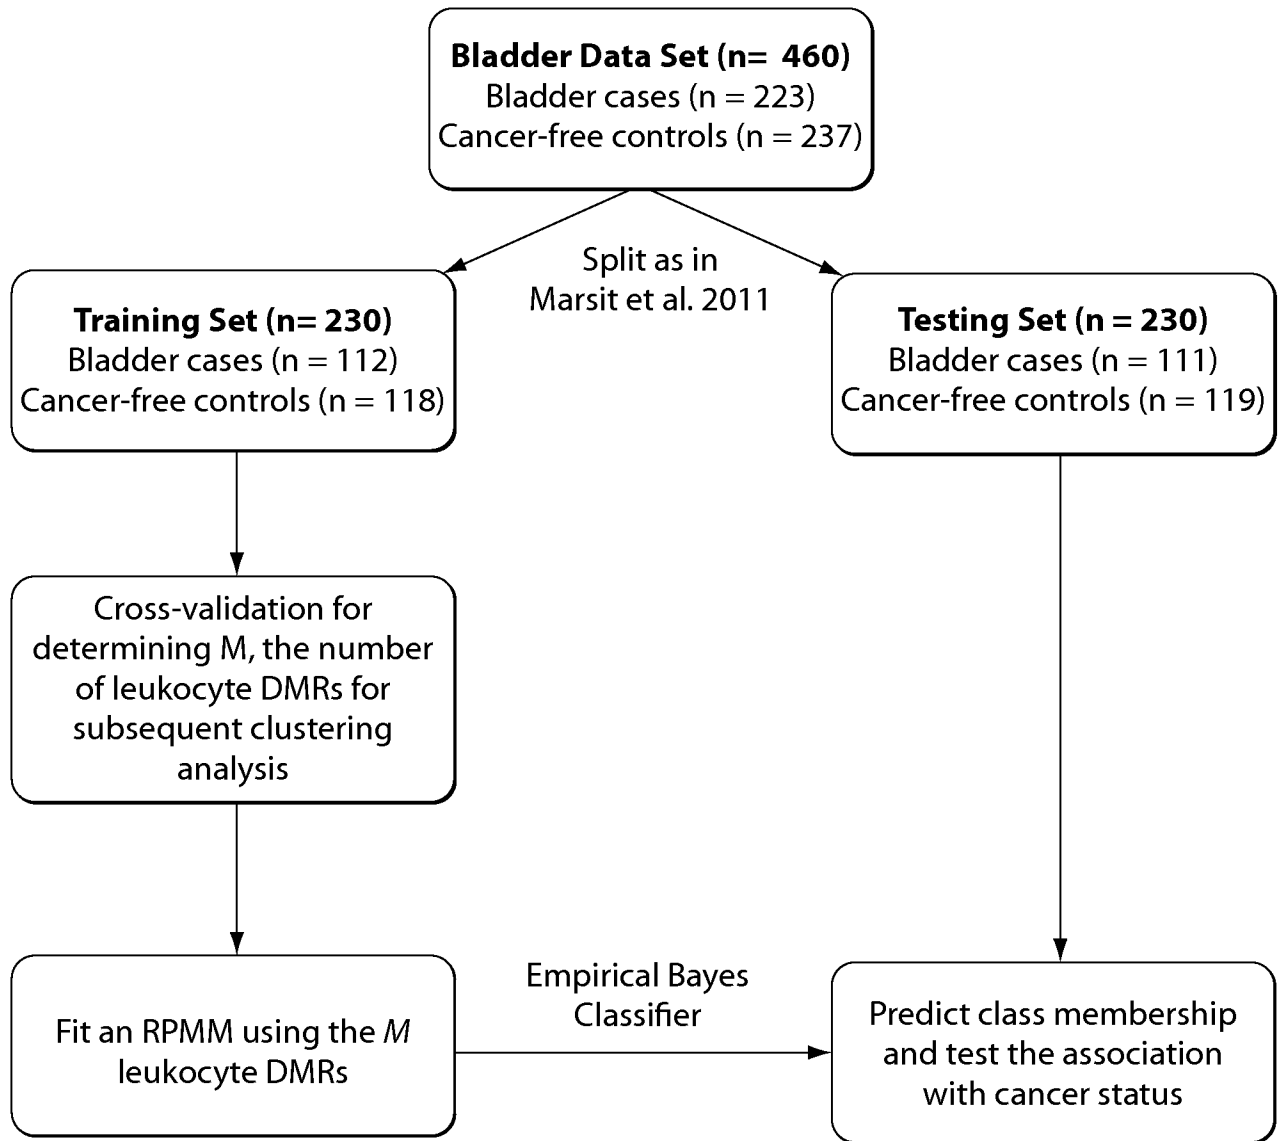 Bladder Data Set (n=  460)
Bladder cases (n = 223)
Cancer-free controls (n = 237)
Split as in
Marsit et al. 2011
Training Set (n= 230)
Bladder cases (n = 112)
Cancer-free controls (n = 118)
Testing Set (n = 230)
Bladder cases (n = 111)
Cancer-free controls (n = 119)
Cross-validation for
determining M, the number
of leukocyte DMRs for
subsequent clustering
analysis
Fit an RPMM using the M
leukocyte DMRs
Empirical Bayes
Classifier
Predict class membership
and test the association
with cancer status